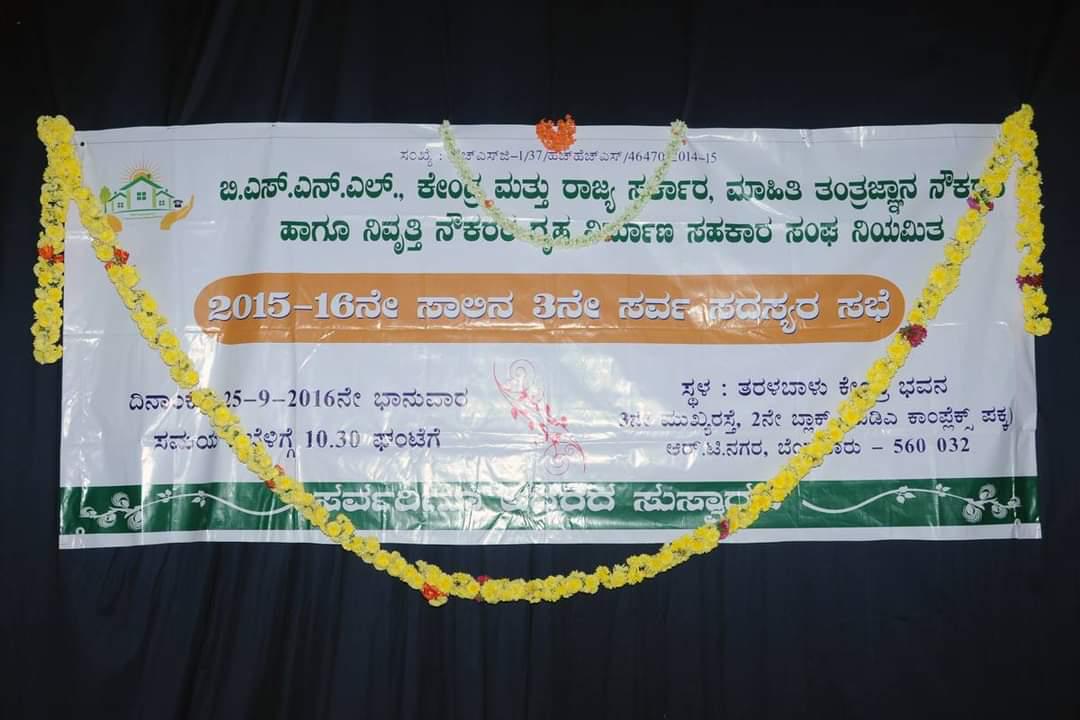 ಸಂಖ್ಯೆ : ಹೆಚ್‌ಎಸ್‌ಜಿ-1/37/ಹೆಚ್‌ಹೆಚ್‌ಎಸ್/46470 2014-15
ಬಿ.ಎಸ್.ಎನ್.ಎಲ್., ಕೇಂದ್ರ ಮತ್ತು ರಾಜ್ಯ ಸರ್ಕಾರ, ಮಾಹಿತಿ ತಂತ್ರಜ್ಞಾನ ನೌಕರರ
ಹಾಗೂ ನಿವೃತ್ತಿ ನೌಕರರ ಗೃಹ ನಿರ್ಮಾಣ ಸಹಕಾರ ಸಂಘ ನಿಯಮಿತ
2015-16ನೇ ಸಾಲಿನ 3ನೇ ಸರ್ವ ಸದಸ್ಯರ ಸಭೆ
ದಿನಾಂಕ 25-9-2016ನೇ ಭಾನುವಾರ
ಸಮಯ ಬೆಳಿಗ್ಗೆ 10.30 ಘಂಟೆಗೆ
ಸ್ಥಳ : ತರಳಬಾಳು ಕೇಂದ್ರ ಭವನ
3ನೇ ಮುಖ್ಯರಸ್ತೆ, 2ನೇ ಬ್ಲಾಕ್ ಕಾಂಪ್ಲೆಕ್ಸ್ ಪಕ್ಕ)
ಆರ್.ಟಿ.ನಗರ, ಬೆಂಗಳೂರು – 560 032
ಸರ್ವರಿಗೂ ಆದರದ ಸುಸ್ವಾಗತ